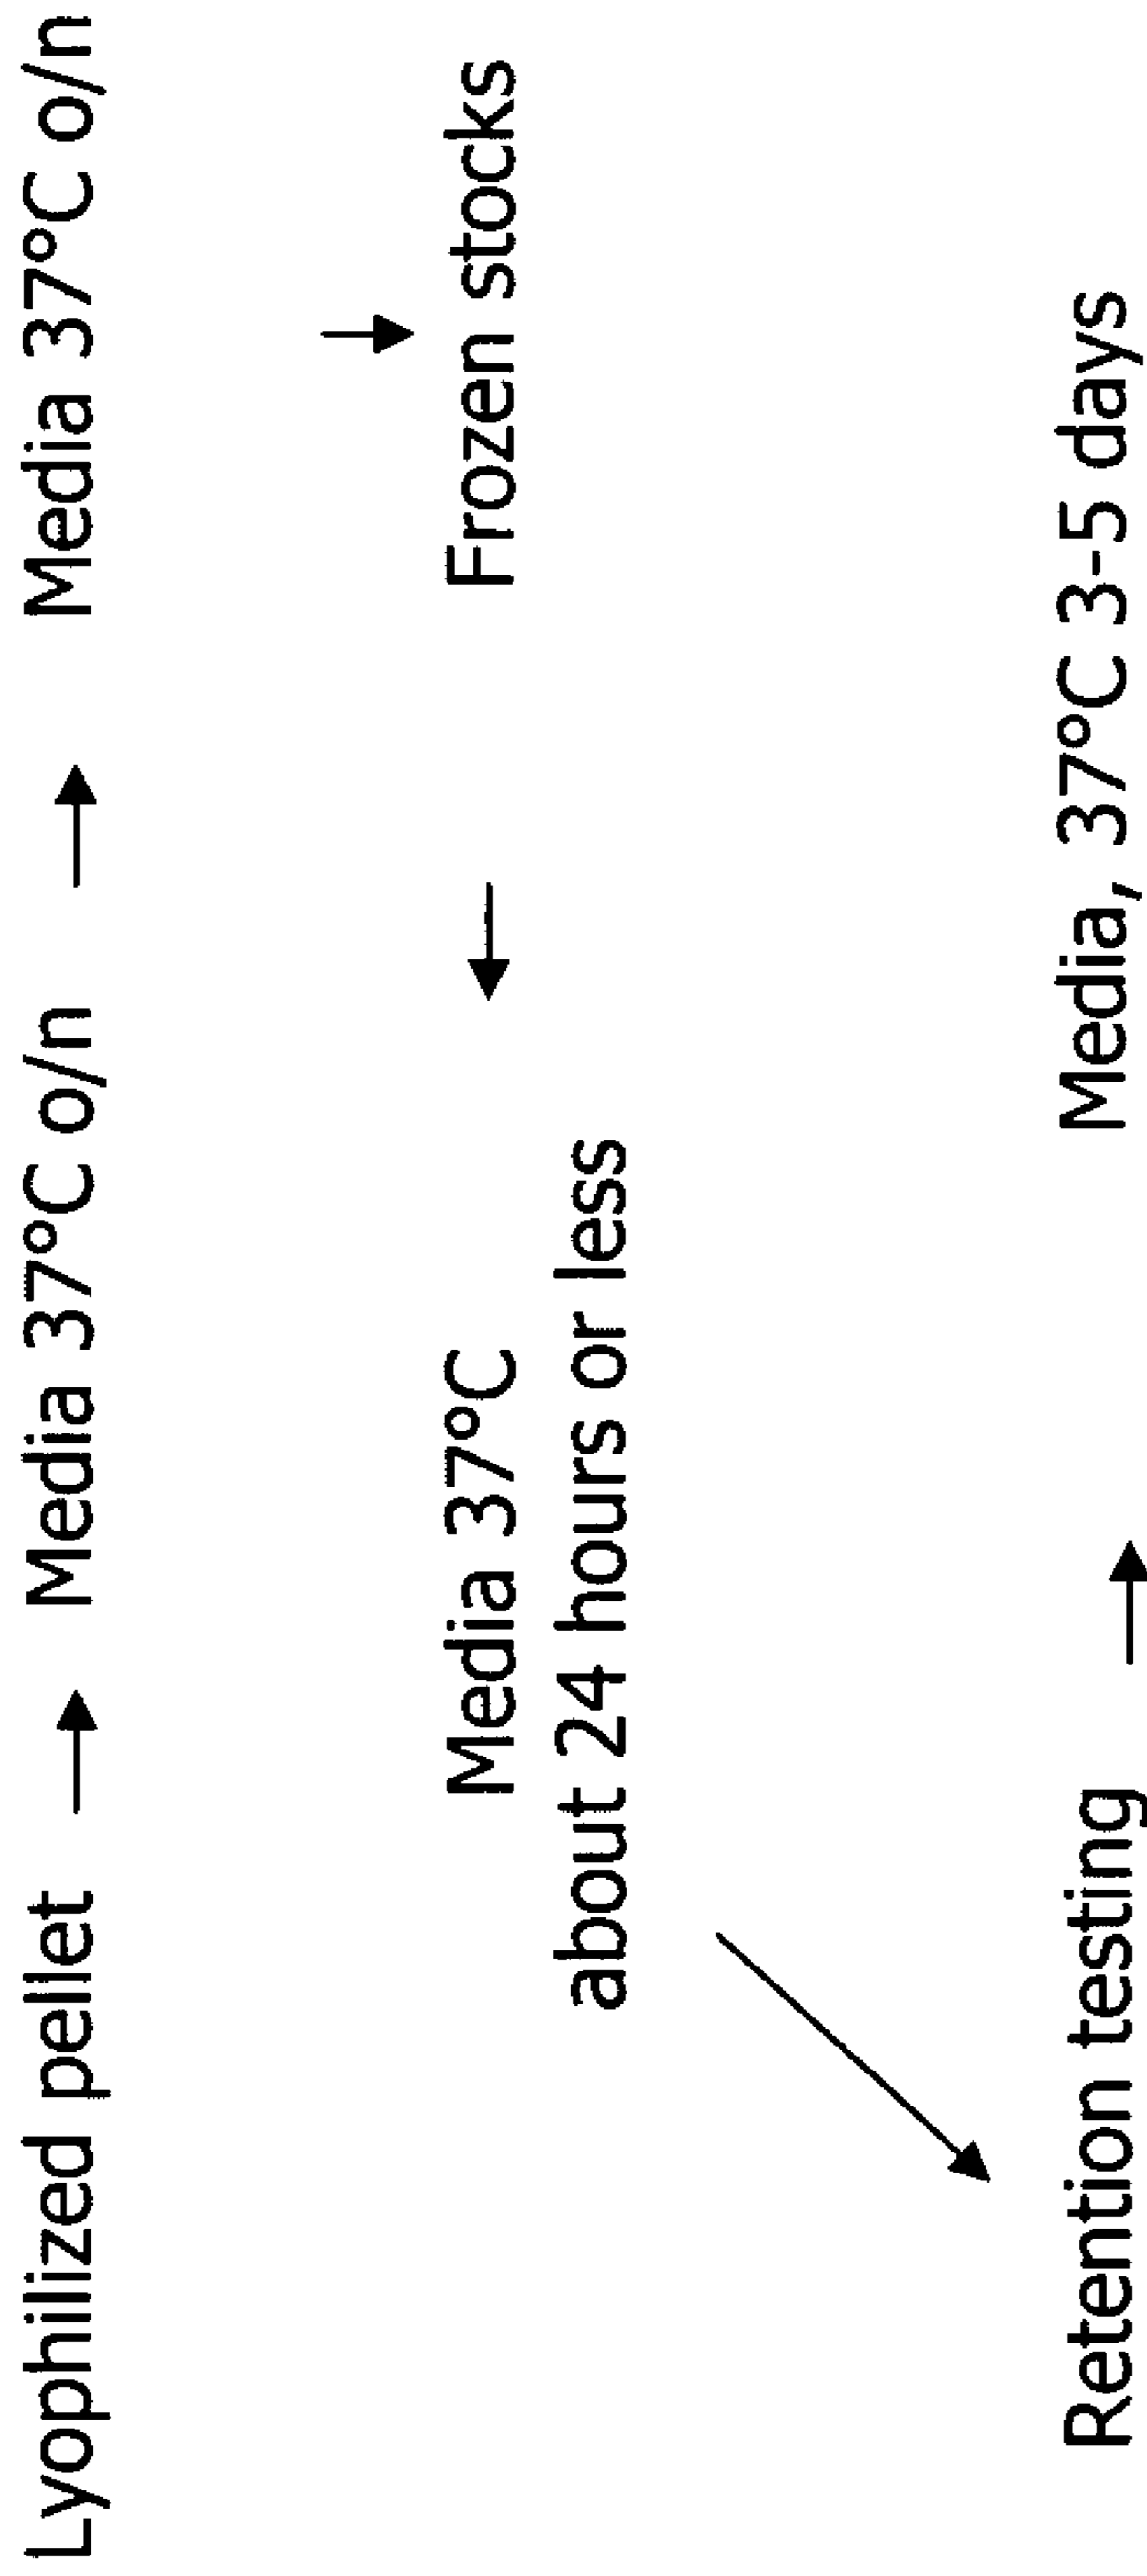 Lyophilized pellet → Media 37°C o/n → Media 37°C o/n
Frozen stocks
Media 37°C
about 24 hours or less
Retention testing → Media, 37°C 3-5 days